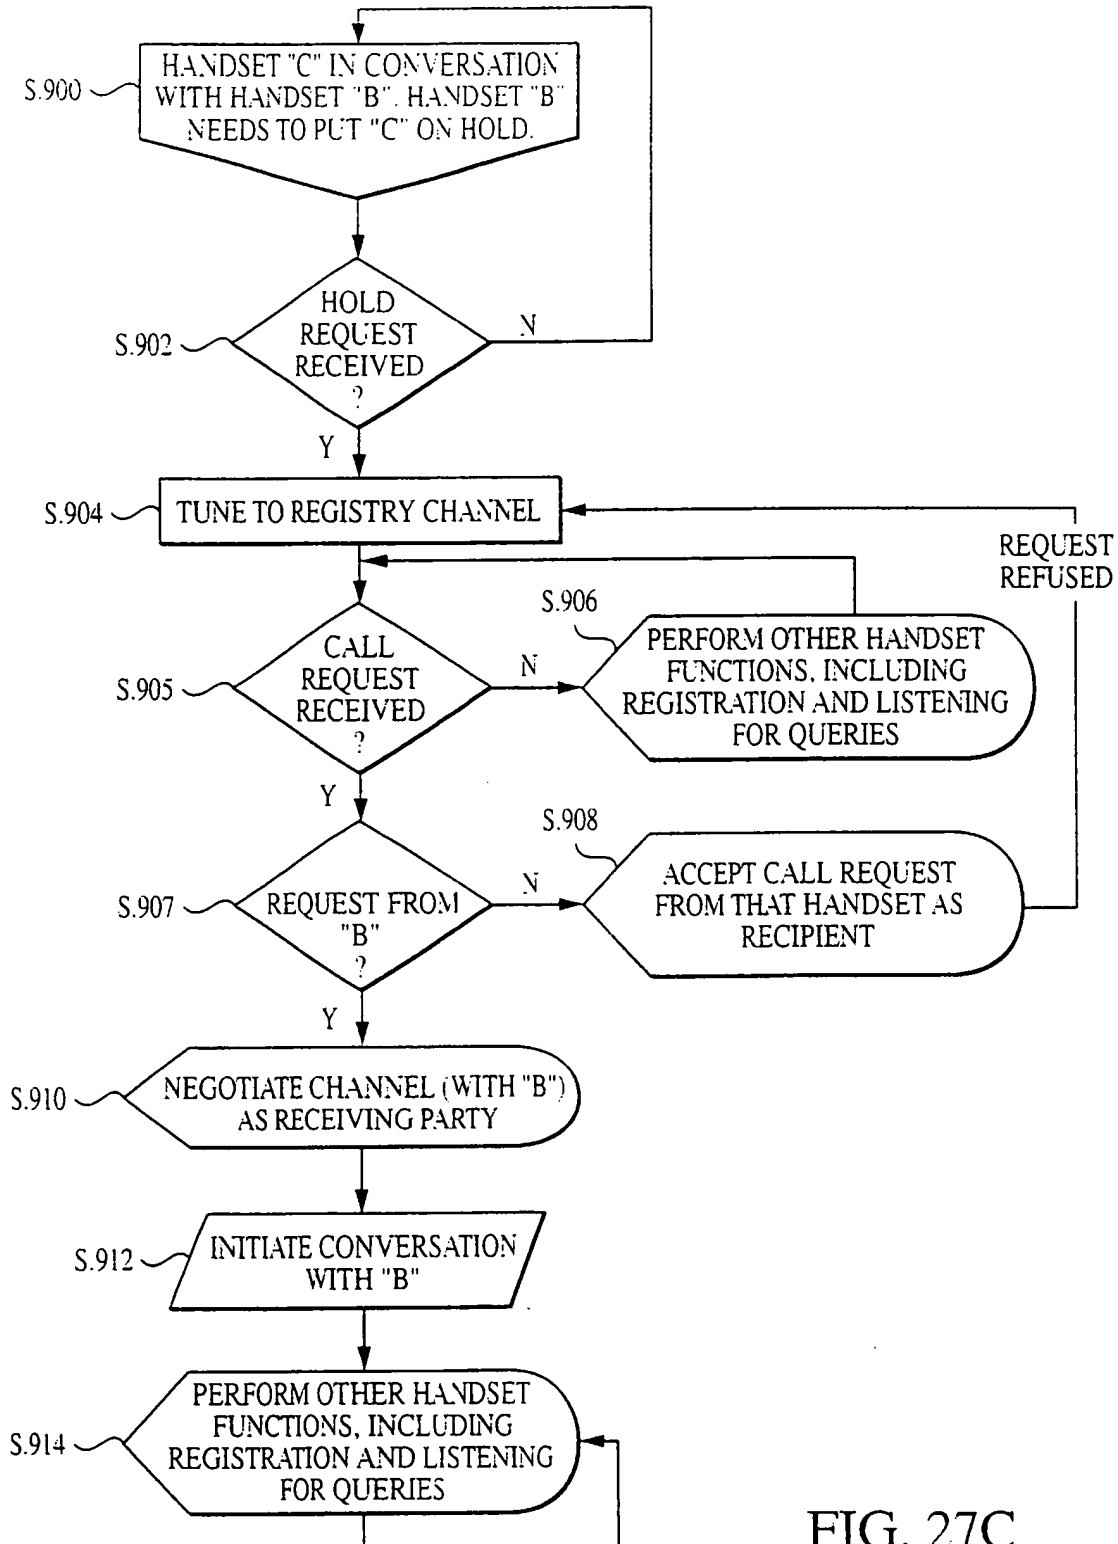 S.900
HANDSET "C" IN CONVERSATION
WITH HANDSET "B". HANDSET "B"
NEEDS TO PUT "C" ON HOLD.
S.902
HOLD
REQUEST
RECEIVED
?
N
Y
S.904
TUNE TO REGISTRY CHANNEL
REQUEST
REFUSED
S.905
CALL
REQUEST
RECEIVED
?
N
S.906
PERFORM OTHER HANDSET
FUNCTIONS, INCLUDING
REGISTRATION AND LISTENING
FOR QUERIES
Y
S.907
REQUEST FROM
"B"
?
N
S.908
ACCEPT CALL REQUEST
FROM THAT HANDSET AS
RECIPIENT
Y
S.910
NEGOTIATE CHANNEL (WITH "B")
AS RECEIVING PARTY
S.912
INITIATE CONVERSATION
WITH "B"
S.914
PERFORM OTHER HANDSET
FUNCTIONS, INCLUDING
REGISTRATION AND LISTENING
FOR QUERIES
FIG. 27C